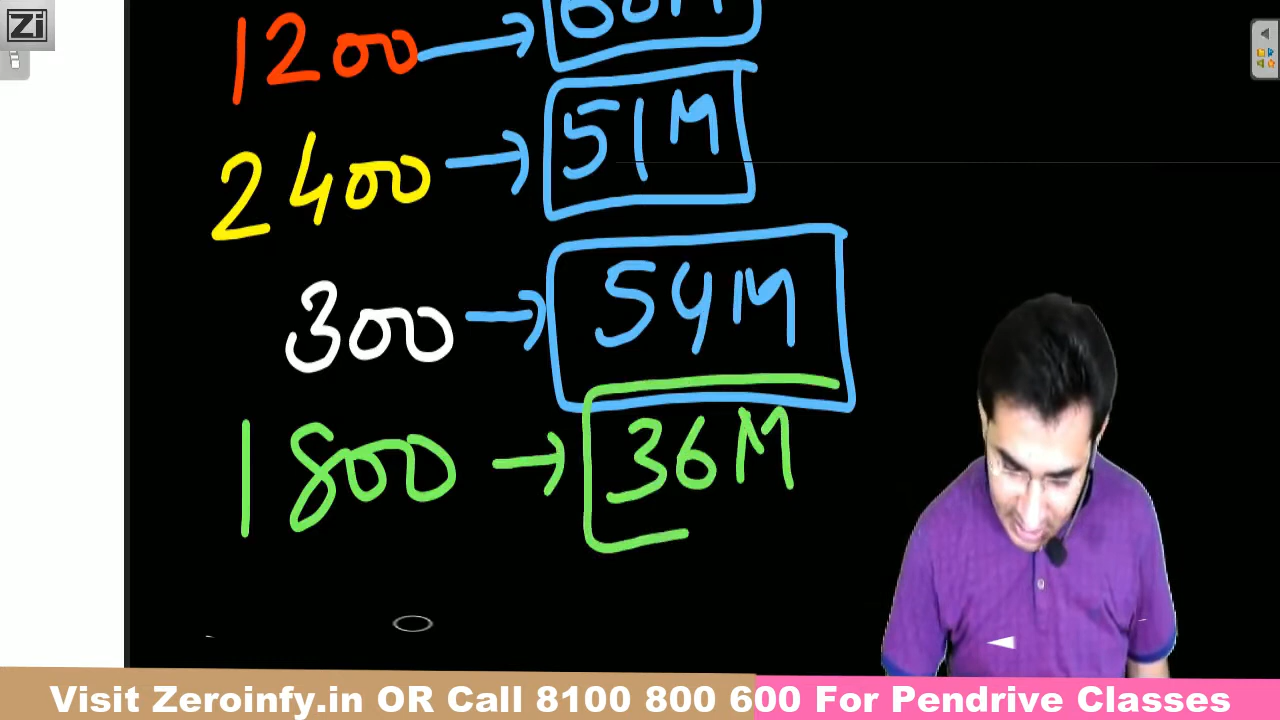 Zi
1200 → 60M
2400 → 51M
300 → 54M
1800 → 36M
Visit Zeroinfy.in OR Call 8100 800 600 For Pendrive Classes